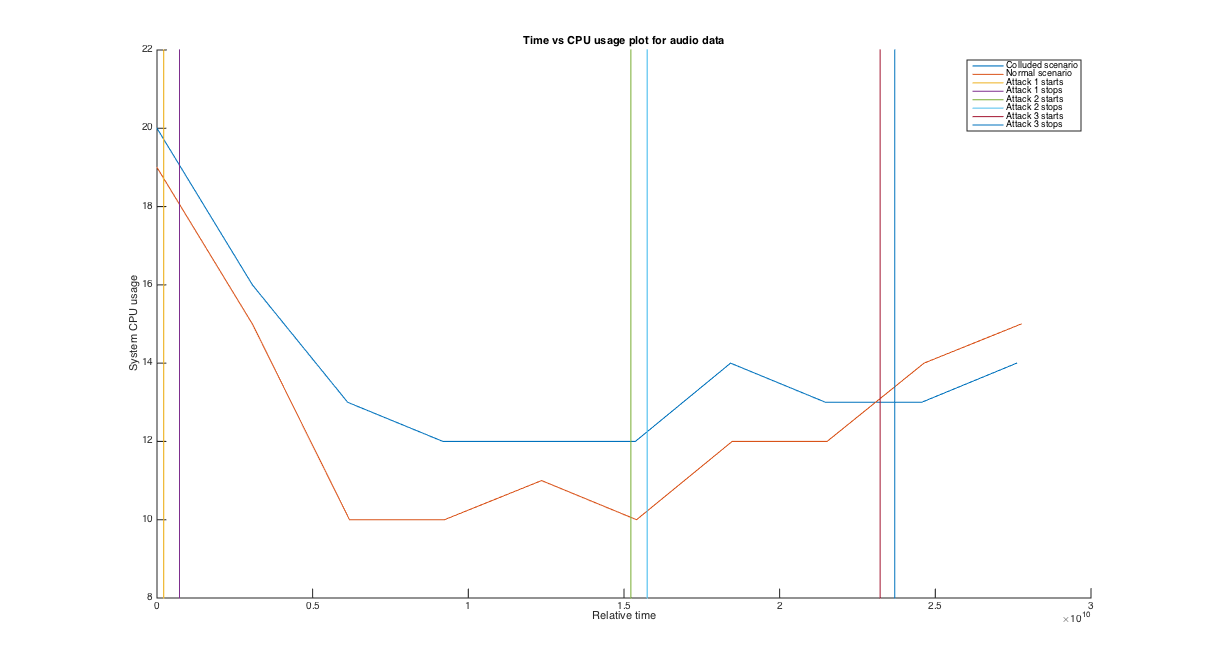 Time vs CPU usage plot for audio data
22
20
18
16
14
12
10
8
System CPU usage
Colluded scenario
Normal scenario
Attack 1 starts
Attack 1 stops
Attack 2 starts
Attack 2 stops
Attack 3 starts
Attack 3 stops
0 0.5 1 1.5 2 2.5 3
Relative time
×10^10